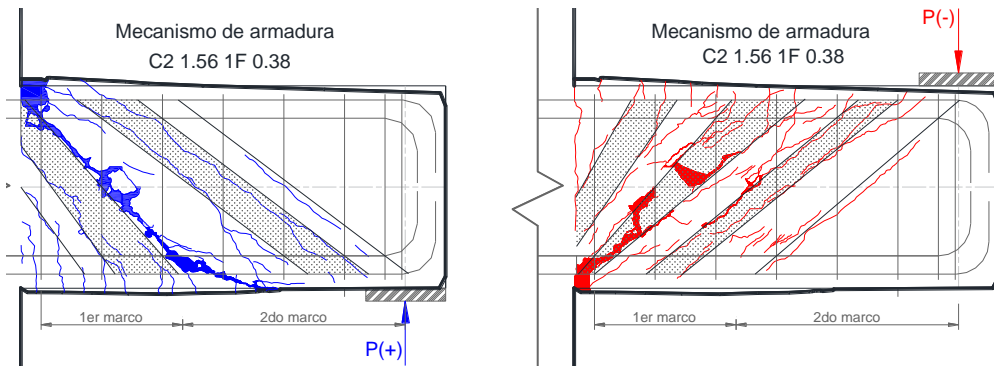 Mecanismo de armadura
C2 1.56 1F 0.38
1er marco
2do marco
P(+)
P(-)
Mecanismo de armadura
C2 1.56 1F 0.38
1er marco
2do marco